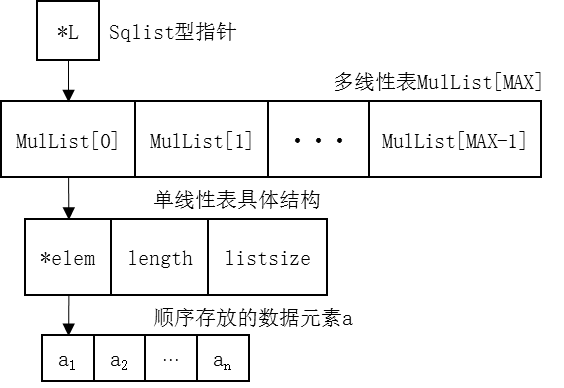 *L Sqlist型指针
多线性表MulList[MAX]
MulList[0] MulList[1] ··· MulList[MAX-1]
单线性表具体结构
*elem length listsize
顺序存放的数据元素a
a₁ a₂ … aₙ